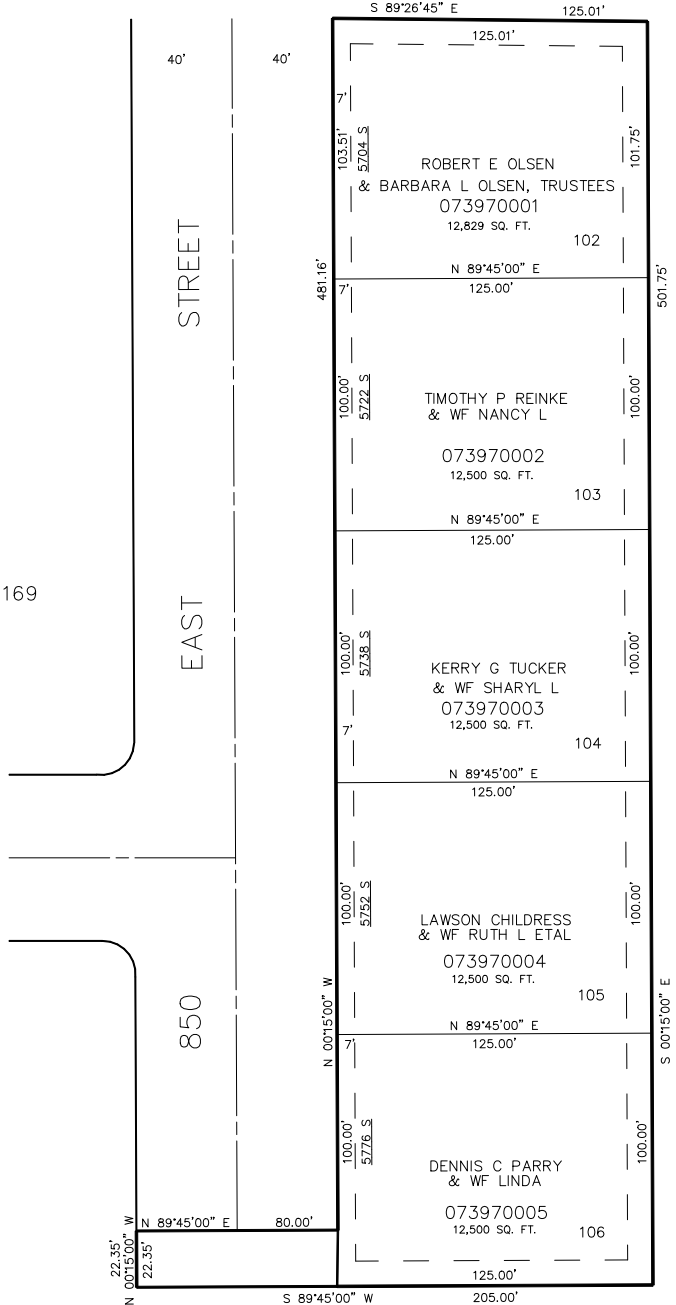 S 89°26'45" E
125.01'
125.01'
40'
40'
7'
103.51'
5704 S
101.75'
ROBERT E OLSEN
& BARBARA L OLSEN, TRUSTEES
073970001
12,829 SQ. FT.
102
STREET
481.16'
501.75'
N 89°45'00" E
125.00'
7'
100.00'
5722 S
100.00'
TIMOTHY P REINKE
& WF NANCY L
073970002
12,500 SQ. FT.
103
N 89°45'00" E
125.00'
169
EAST
100.00'
5738 S
100.00'
KERRY G TUCKER
& WF SHARYL L
073970003
12,500 SQ. FT.
7'
104
N 89°45'00" E
125.00'
100.00'
5752 S
100.00'
LAWSON CHILDRESS
& WF RUTH L ETAL
073970004
12,500 SQ. FT.
105
850
N 00°15'00" W
S 00°15'00" E
N 89°45'00" E
125.00'
7'
100.00'
5776 S
100.00'
DENNIS C PARRY
& WF LINDA
073970005
12,500 SQ. FT.
106
N 89°45'00" E
80.00'
22.35'
N 00°15'00" W
22.35'
125.00'
S 89°45'00" W
205.00'